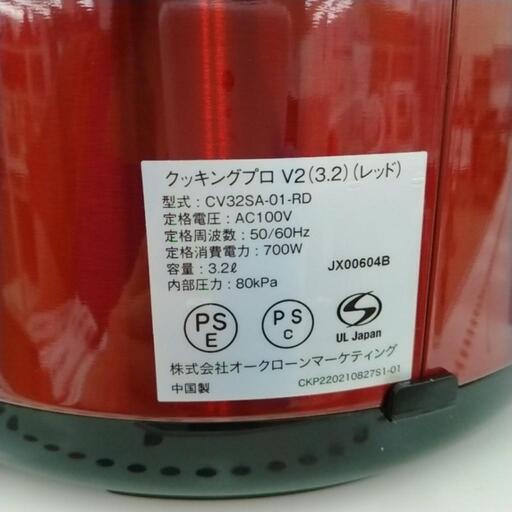 クッキングプロ V2(3.2)(レッド)
型式：CV32SA-01-RD
定格電圧：AC100V
定格周波数：50/60Hz
定格消費電力：700W
容量：3.2ℓ
JX00604B
内部圧力：80kPa
PS
E
PS
C
S
UL Japan
株式会社オークローンマーケティング
中国製
CKP220210827S1-01